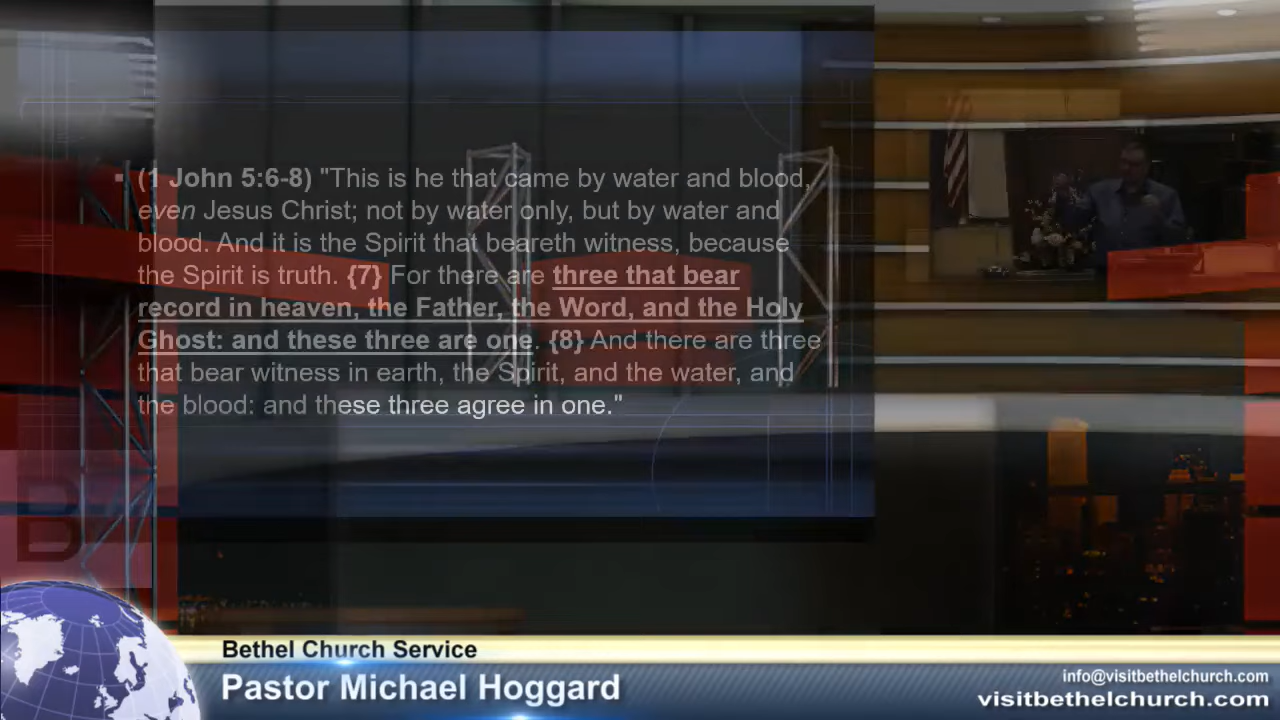 ▪ (1 John 5:6-8) "This is he that came by water and blood,
even Jesus Christ; not by water only, but by water and
blood. And it is the Spirit that beareth witness, because
the Spirit is truth. {7} For there are three that bear
record in heaven, the Father, the Word, and the Holy
Ghost: and these three are one. {8} And there are three
that bear witness in earth, the Spirit, and the water, and
the blood: and these three agree in one."
B
Bethel Church Service
Pastor Michael Hoggard
info@visitbethelchurch.com
visitbethelchurch.com